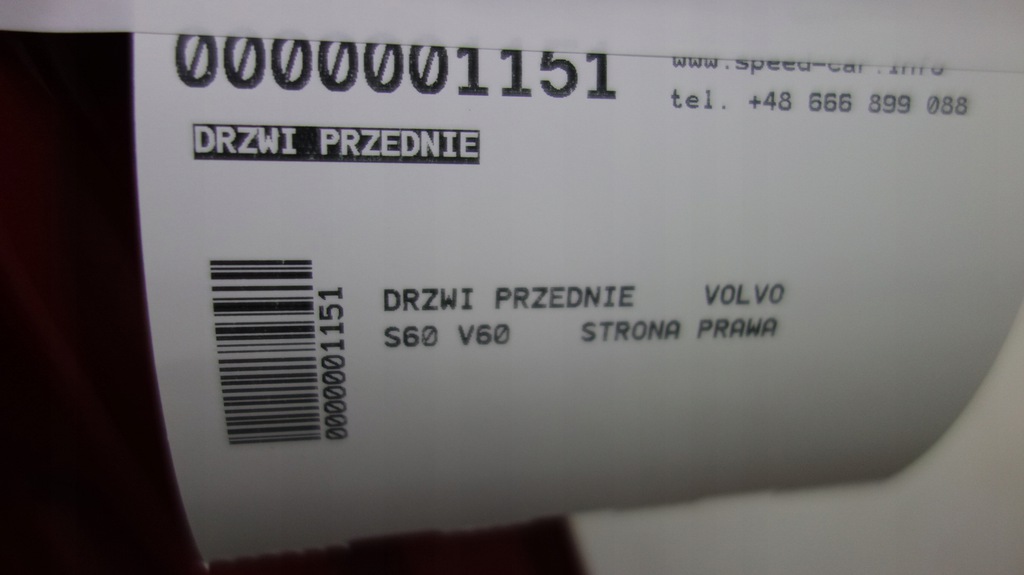 0000001151
www.speed-car.info
tel. +48 666 899 088
DRZWI PRZEDNIE
0000001151
DRZWI PRZEDNIE VOLVO
S60 V60 STRONA PRAWA